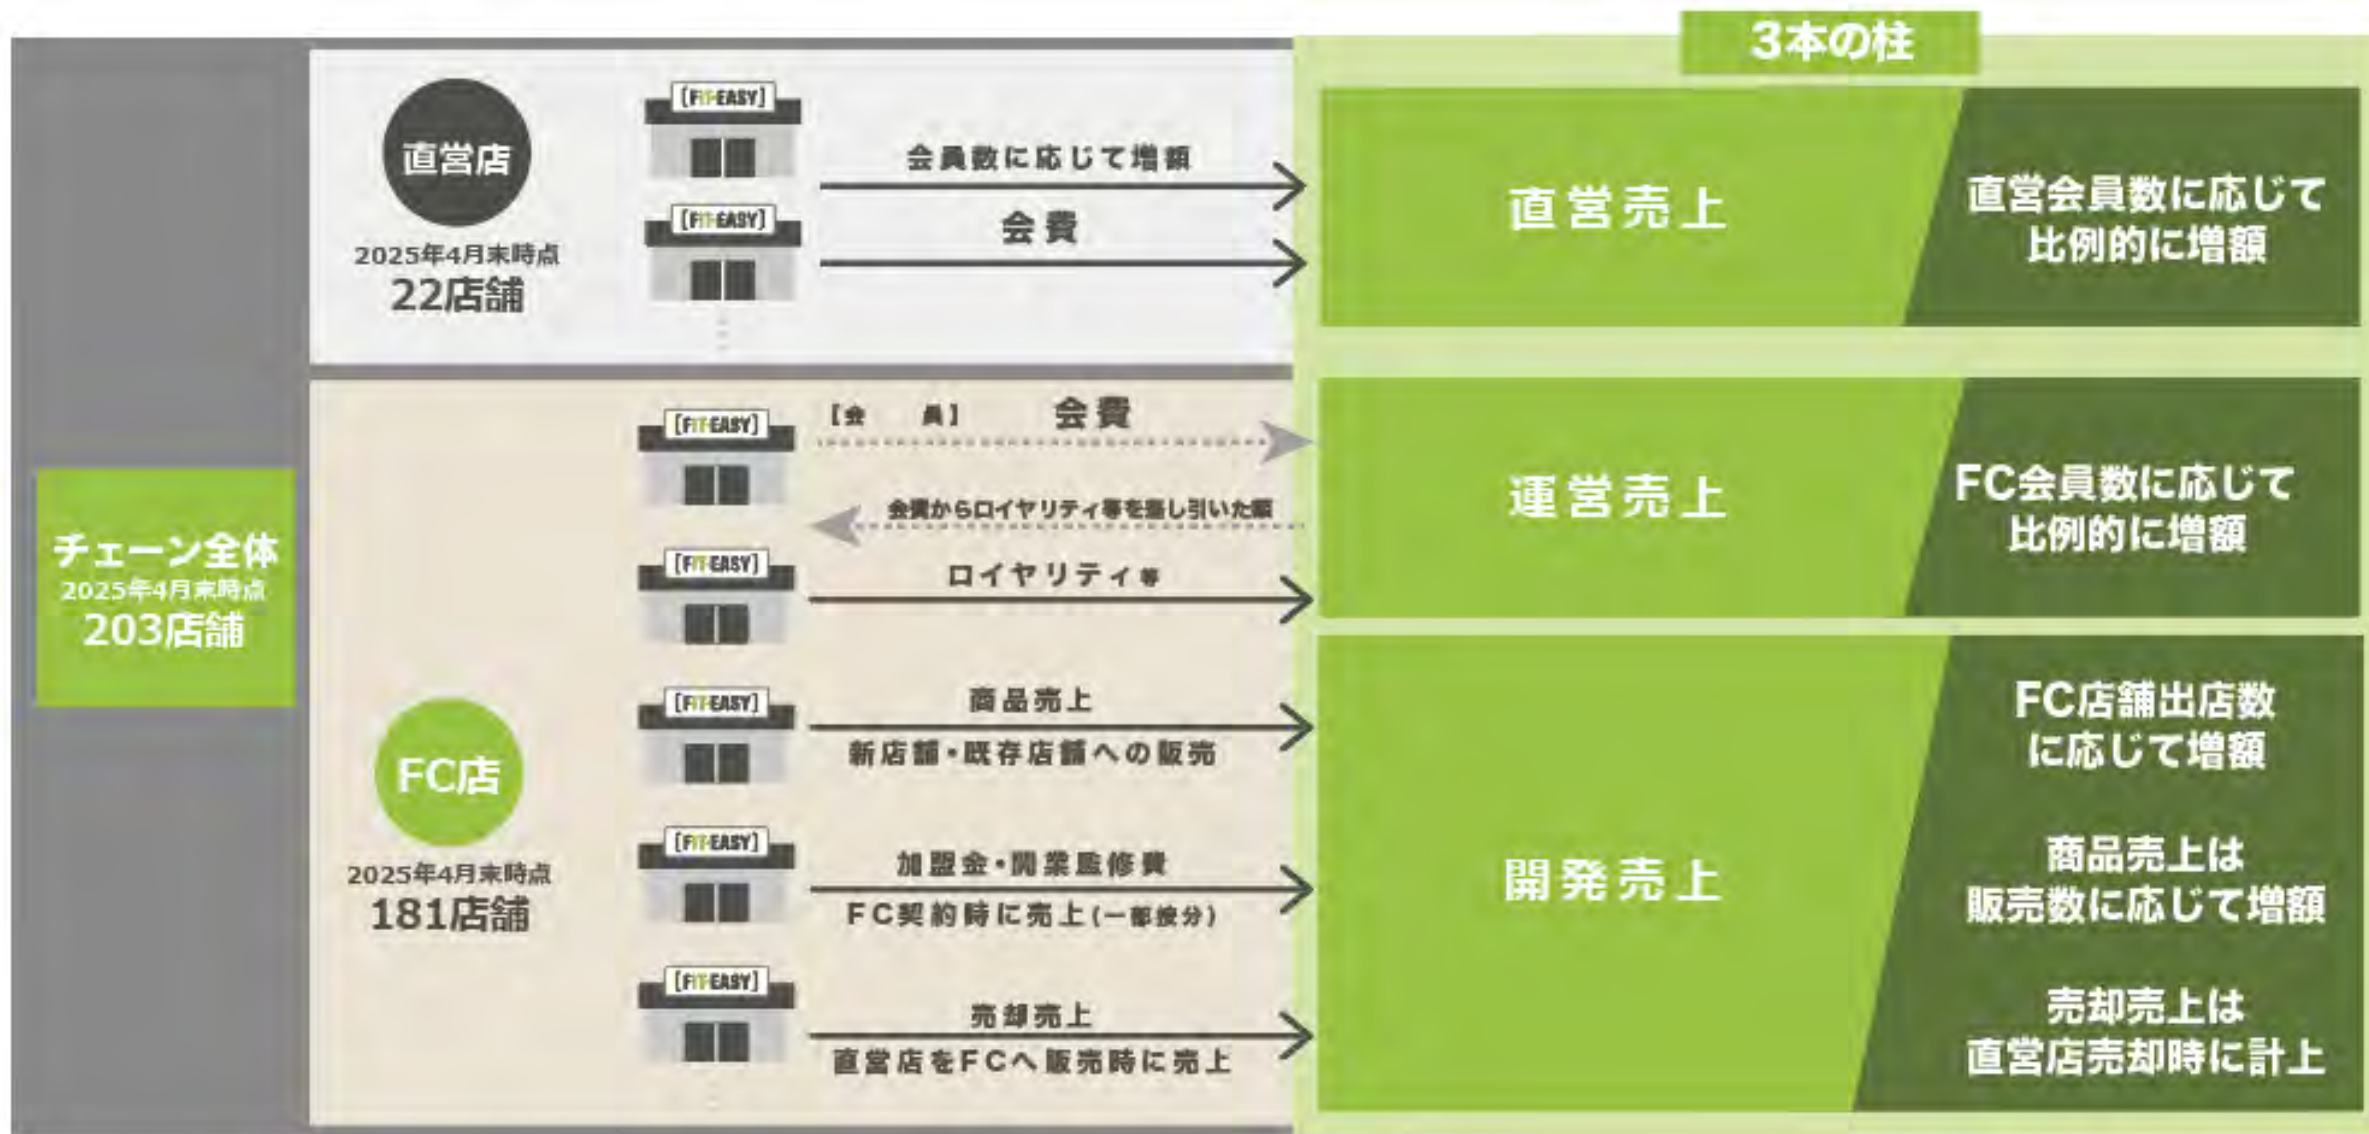 3本の柱
チェーン全体
2025年4月末時点
203店舗
直営店
2025年4月末時点
22店舗
[FIT-EASY]
[FIT-EASY]
会員数に応じて増額
会費
直営売上
直営会員数に応じて
比例的に増額
FC店
2025年4月末時点
181店舗
[FIT-EASY]
【会 員】 会費
会費からロイヤリティ等を差し引いた額
[FIT-EASY]
ロイヤリティ等
運営売上
FC会員数に応じて
比例的に増額
[FIT-EASY]
商品売上
新店舗・既存店舗への販売
[FIT-EASY]
加盟金・開業監修費
FC契約時に売上(一部按分)
[FIT-EASY]
売却売上
直営店をFCへ販売時に売上
開発売上
FC店舗出店数
に応じて増額
商品売上は
販売数に応じて増額
売却売上は
直営店売却時に計上